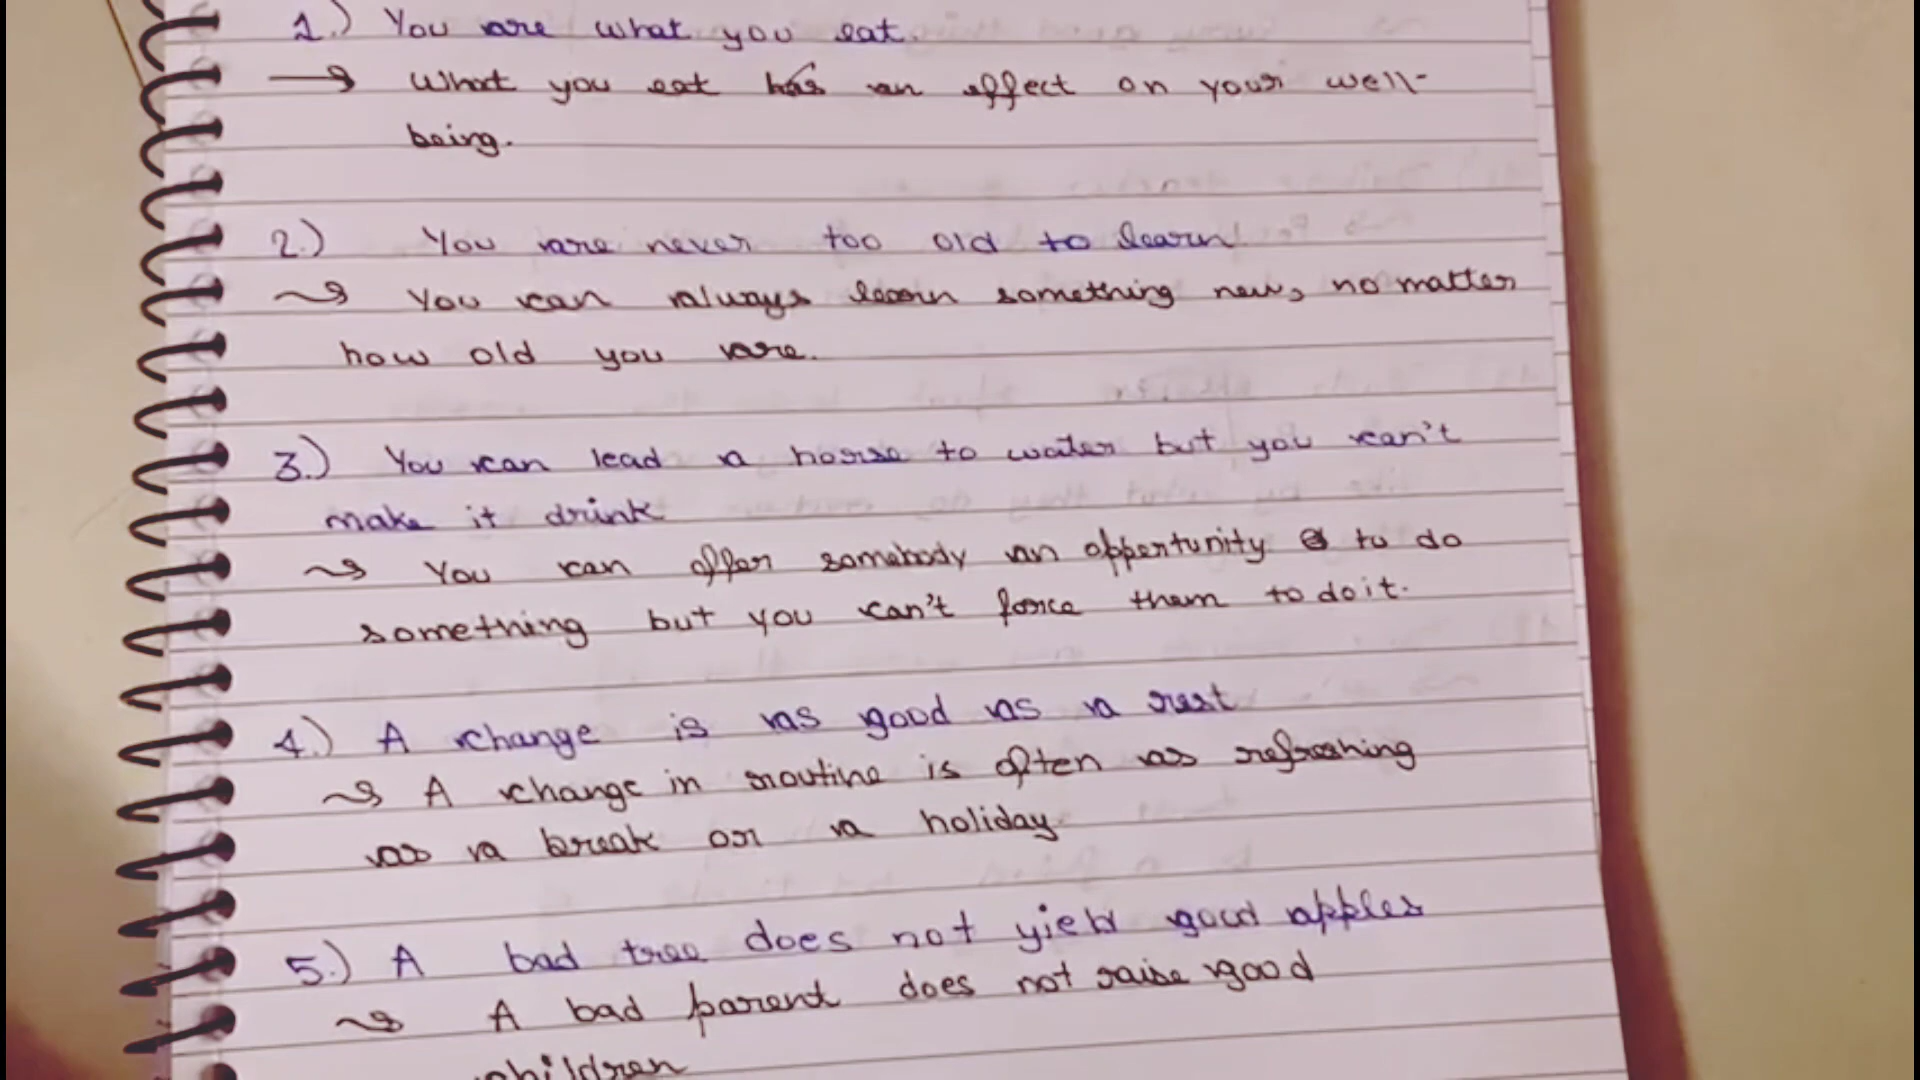 1.) You are what you eat.
→ What you eat has an effect on your well-
being.
2.) You are never too old to learn
→ You can always learn something new, no matter
how old you are.
3.) You can lead a horse to water but you can't
make it drink
→ You can offer somebody an oppertunity to do
something but you can't force them to do it.
4.) A change is as good as a rest
→ A change in routine is often as refreshing
as a break or a holiday
5.) A bad tree does not yield good apples
→ A bad parent does not raise good
children